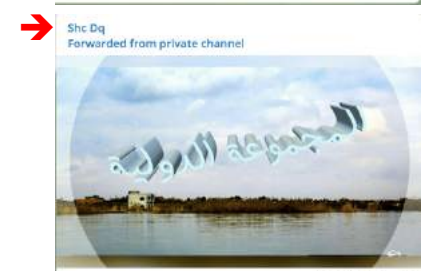 Shc Dq
Forwarded from private channel
المجموعة الدولية